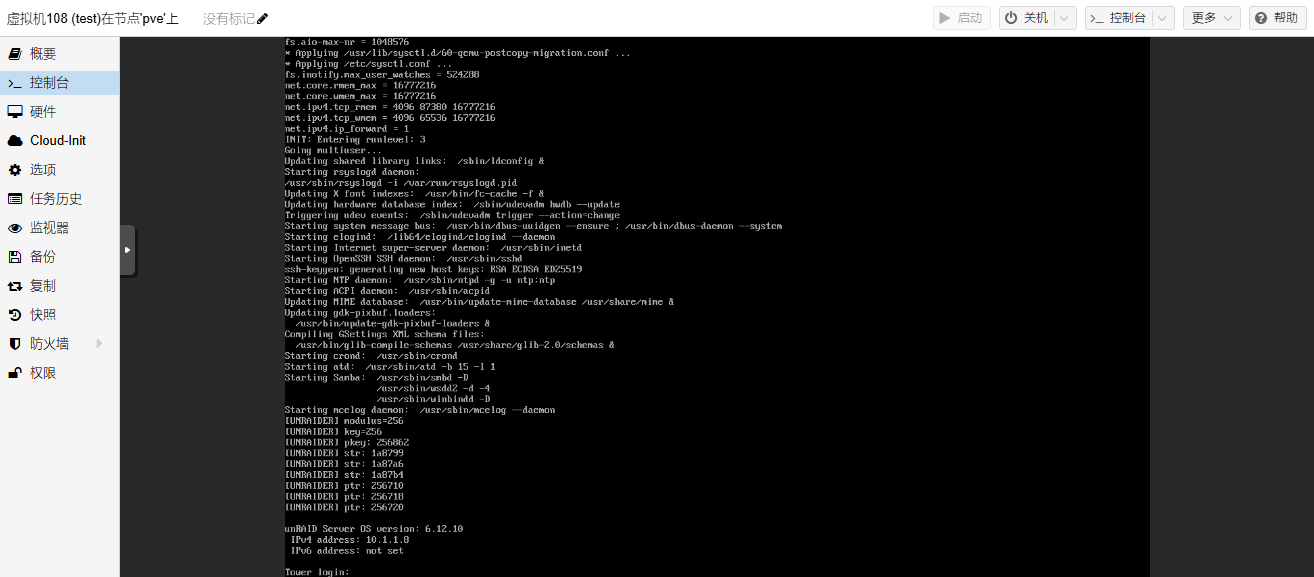 虚拟机108 (test)在节点'pve'上
没有标记
启动
关机
控制台
更多
帮助
概要
控制台
硬件
Cloud-Init
选项
任务历史
监视器
备份
复制
快照
防火墙
权限
fs.aio-max-nr = 1048576
* Applying /usr/lib/sysctl.d/60-qemu-postcopy-migration.conf ...
* Applying /etc/sysctl.conf ...
fs.inotify.max_user_watches = 524288
net.core.rmem_max = 16777216
net.core.wmem_max = 16777216
net.ipv4.tcp_rmem = 4096 87380 16777216
net.ipv4.tcp_wmem = 4096 65536 16777216
net.ipv4.ip_forward = 1
INIT: Entering runlevel: 3
Going multiuser...
Updating shared library links:  /sbin/ldconfig &
Starting rsyslogd daemon:
/usr/sbin/rsyslogd -i /var/run/rsyslogd.pid
Updating X font indexes:  /usr/bin/fc-cache -f &
Updating hardware database index:  /sbin/udevadm hwdb --update
Triggering udev events:  /sbin/udevadm trigger --action=change
Starting system message bus:  /usr/bin/dbus-uuidgen --ensure ; /usr/bin/dbus-daemon --system
Starting elogind:  /lib64/elogind/elogind --daemon
Starting Internet super-server daemon:  /usr/sbin/inetd
Starting OpenSSH SSH daemon:  /usr/sbin/sshd
ssh-keygen: generating new host keys: RSA ECDSA ED25519
Starting NTP daemon:  /usr/sbin/ntpd -g -u ntp:ntp
Starting ACPI daemon:  /usr/sbin/acpid
Updating MIME database:  /usr/bin/update-mime-database /usr/share/mime &
Updating gdk-pixbuf.loaders:
/usr/bin/update-gdk-pixbuf-loaders &
Compiling GSettings XML schema files:
/usr/bin/glib-compile-schemas /usr/share/glib-2.0/schemas &
Starting crond:  /usr/sbin/crond
Starting atd:  /usr/sbin/atd -b 15 -l 1
Starting Samba:  /usr/sbin/smbd -D
/usr/sbin/wsdd2 -d -4
/usr/sbin/winbindd -D
Starting mcelog daemon:  /usr/sbin/mcelog --daemon
[UNRAIDER] modulus=256
[UNRAIDER] key=256
[UNRAIDER] pkey: 256862
[UNRAIDER] str: 1a8799
[UNRAIDER] str: 1a87a6
[UNRAIDER] str: 1a87b4
[UNRAIDER] ptr: 256710
[UNRAIDER] ptr: 256718
[UNRAIDER] ptr: 256720
unRAID Server OS version: 6.12.10
IPv4 address: 10.1.1.8
IPv6 address: not set
Tower login: